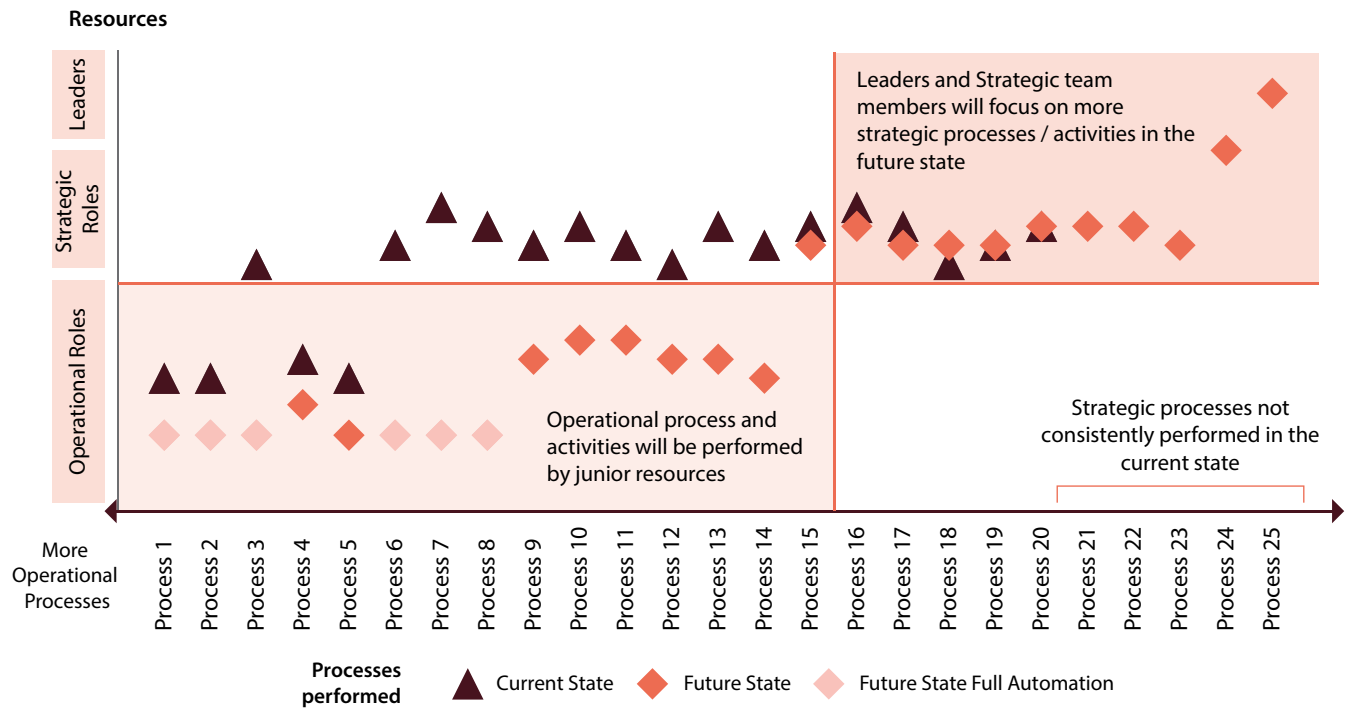 Resources
Leaders
Strategic
Roles
Operational Roles
Leaders and Strategic team
members will focus on more
strategic processes / activities in the
future state
Operational process and
activities will be performed
by junior resources
Strategic processes not
consistently performed in the
current state
More
Operational
Processes
Process 1
Process 2
Process 3
Process 4
Process 5
Process 6
Process 7
Process 8
Process 9
Process 10
Process 11
Process 12
Process 13
Process 14
Process 15
Process 16
Process 17
Process 18
Process 19
Process 20
Process 21
Process 22
Process 23
Process 24
Process 25
Processes
performed
Current State
Future State
Future State Full Automation